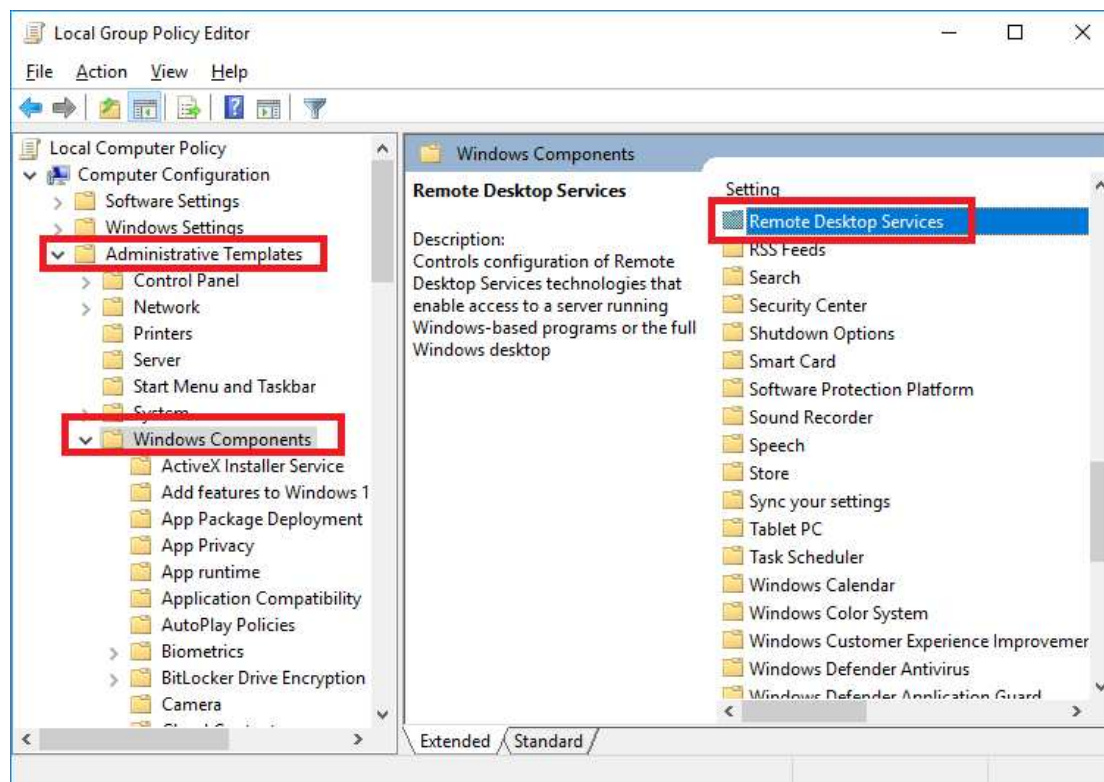 Local Group Policy Editor
File Action View Help
Local Computer Policy
Computer Configuration
Software Settings
Windows Settings
Administrative Templates
Control Panel
Network
Printers
Server
Start Menu and Taskbar
System
Windows Components
ActiveX Installer Service
Add features to Windows 1
App Package Deployment
App Privacy
App runtime
Application Compatibility
AutoPlay Policies
Biometrics
BitLocker Drive Encryption
Camera
Windows Components
Remote Desktop Services
Description:
Controls configuration of Remote
Desktop Services technologies that
enable access to a server running
Windows-based programs or the full
Windows desktop
Setting
Remote Desktop Services
RSS Feeds
Search
Security Center
Shutdown Options
Smart Card
Software Protection Platform
Sound Recorder
Speech
Store
Sync your settings
Tablet PC
Task Scheduler
Windows Calendar
Windows Color System
Windows Customer Experience Improvemer
Windows Defender Antivirus
Windows Defender Application Guard
Extended Standard